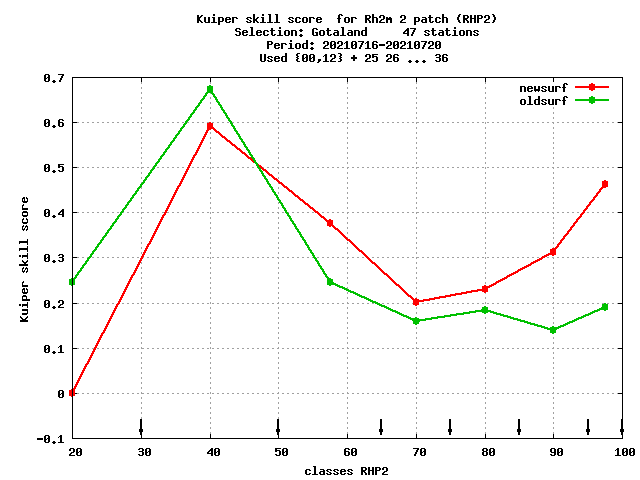 Kuiper skill score  for Rh2m 2 patch (RHP2)
Selection: Gotaland     47 stations
Period: 20210716-20210720
Used {00,12} + 25 26 ... 36
newsurf
oldsurf
0.7
0.6
0.5
0.4
0.3
0.2
0.1
0
-0.1
Kuiper skill score
20 30 40 50 60 70 80 90 100
classes RHP2